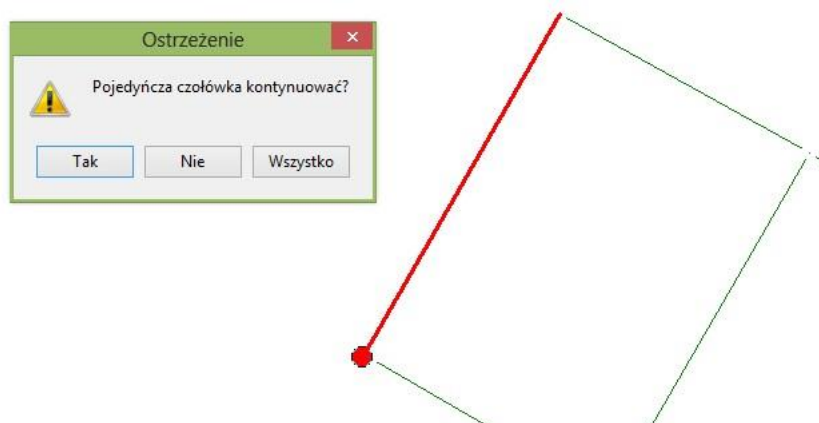 Ostrzeżenie
Pojedyńcza czołówka kontynuować?
Tak
Nie
Wszystko